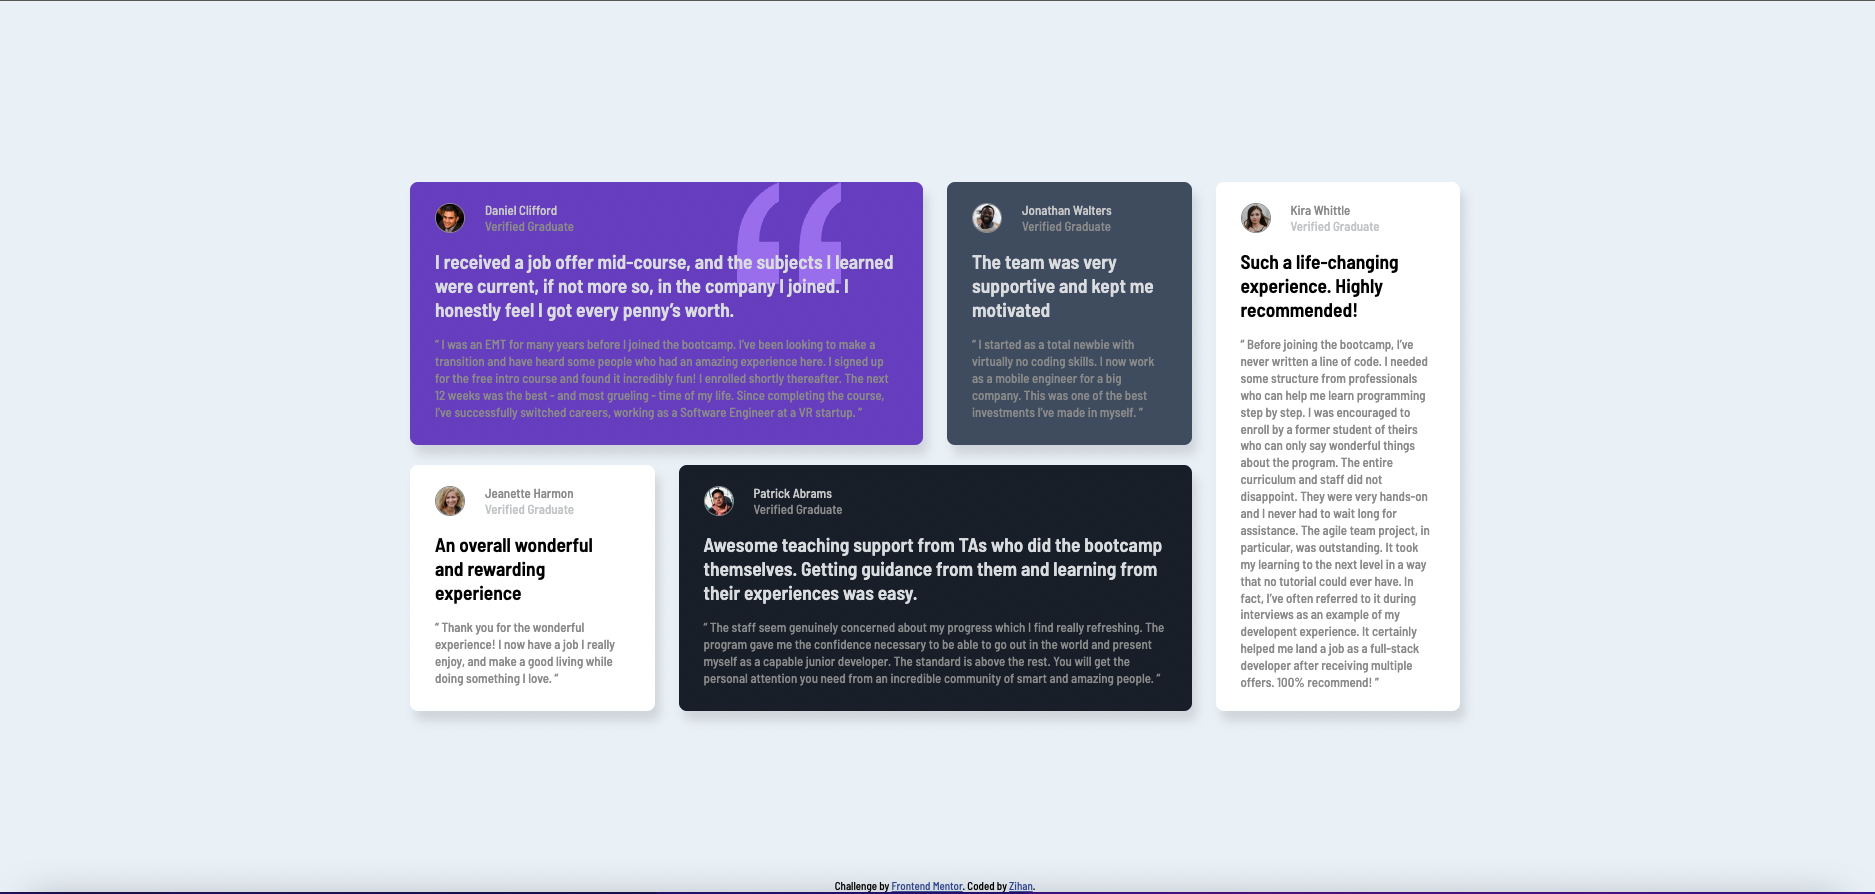 Daniel Clifford
Verified Graduate
I received a job offer mid-course, and the subjects I learned
were current, if not more so, in the company I joined. I
honestly feel I got every penny’s worth.
“ I was an EMT for many years before I joined the bootcamp. I’ve been looking to make a
transition and have heard some people who had an amazing experience here. I signed up
for the free intro course and found it incredibly fun! I enrolled shortly thereafter. The next
12 weeks was the best - and most grueling - time of my life. Since completing the course,
I’ve successfully switched careers, working as a Software Engineer at a VR startup. ”
Jonathan Walters
Verified Graduate
The team was very
supportive and kept me
motivated
“ I started as a total newbie with
virtually no coding skills. I now work
as a mobile engineer for a big
company. This was one of the best
investments I’ve made in myself. ”
Kira Whittle
Verified Graduate
Such a life-changing
experience. Highly
recommended!
“ Before joining the bootcamp, I’ve
never written a line of code. I needed
some structure from professionals
who can help me learn programming
step by step. I was encouraged to
enroll by a former student of theirs
who can only say wonderful things
about the program. The entire
curriculum and staff did not
disappoint. They were very hands-on
and I never had to wait long for
assistance. The agile team project, in
particular, was outstanding. It took
my learning to the next level in a way
that no tutorial could ever have. In
fact, I’ve often referred to it during
interviews as an example of my
developent experience. It certainly
helped me land a job as a full-stack
developer after receiving multiple
offers. 100% recommend! ”
Jeanette Harmon
Verified Graduate
An overall wonderful
and rewarding
experience
“ Thank you for the wonderful
experience! I now have a job I really
enjoy, and make a good living while
doing something I love. ”
Patrick Abrams
Verified Graduate
Awesome teaching support from TAs who did the bootcamp
themselves. Getting guidance from them and learning from
their experiences was easy.
“ The staff seem genuinely concerned about my progress which I find really refreshing. The
program gave me the confidence necessary to be able to go out in the world and present
myself as a capable junior developer. The standard is above the rest. You will get the
personal attention you need from an incredible community of smart and amazing people. ”
Challenge by Frontend Mentor. Coded by Zihan.